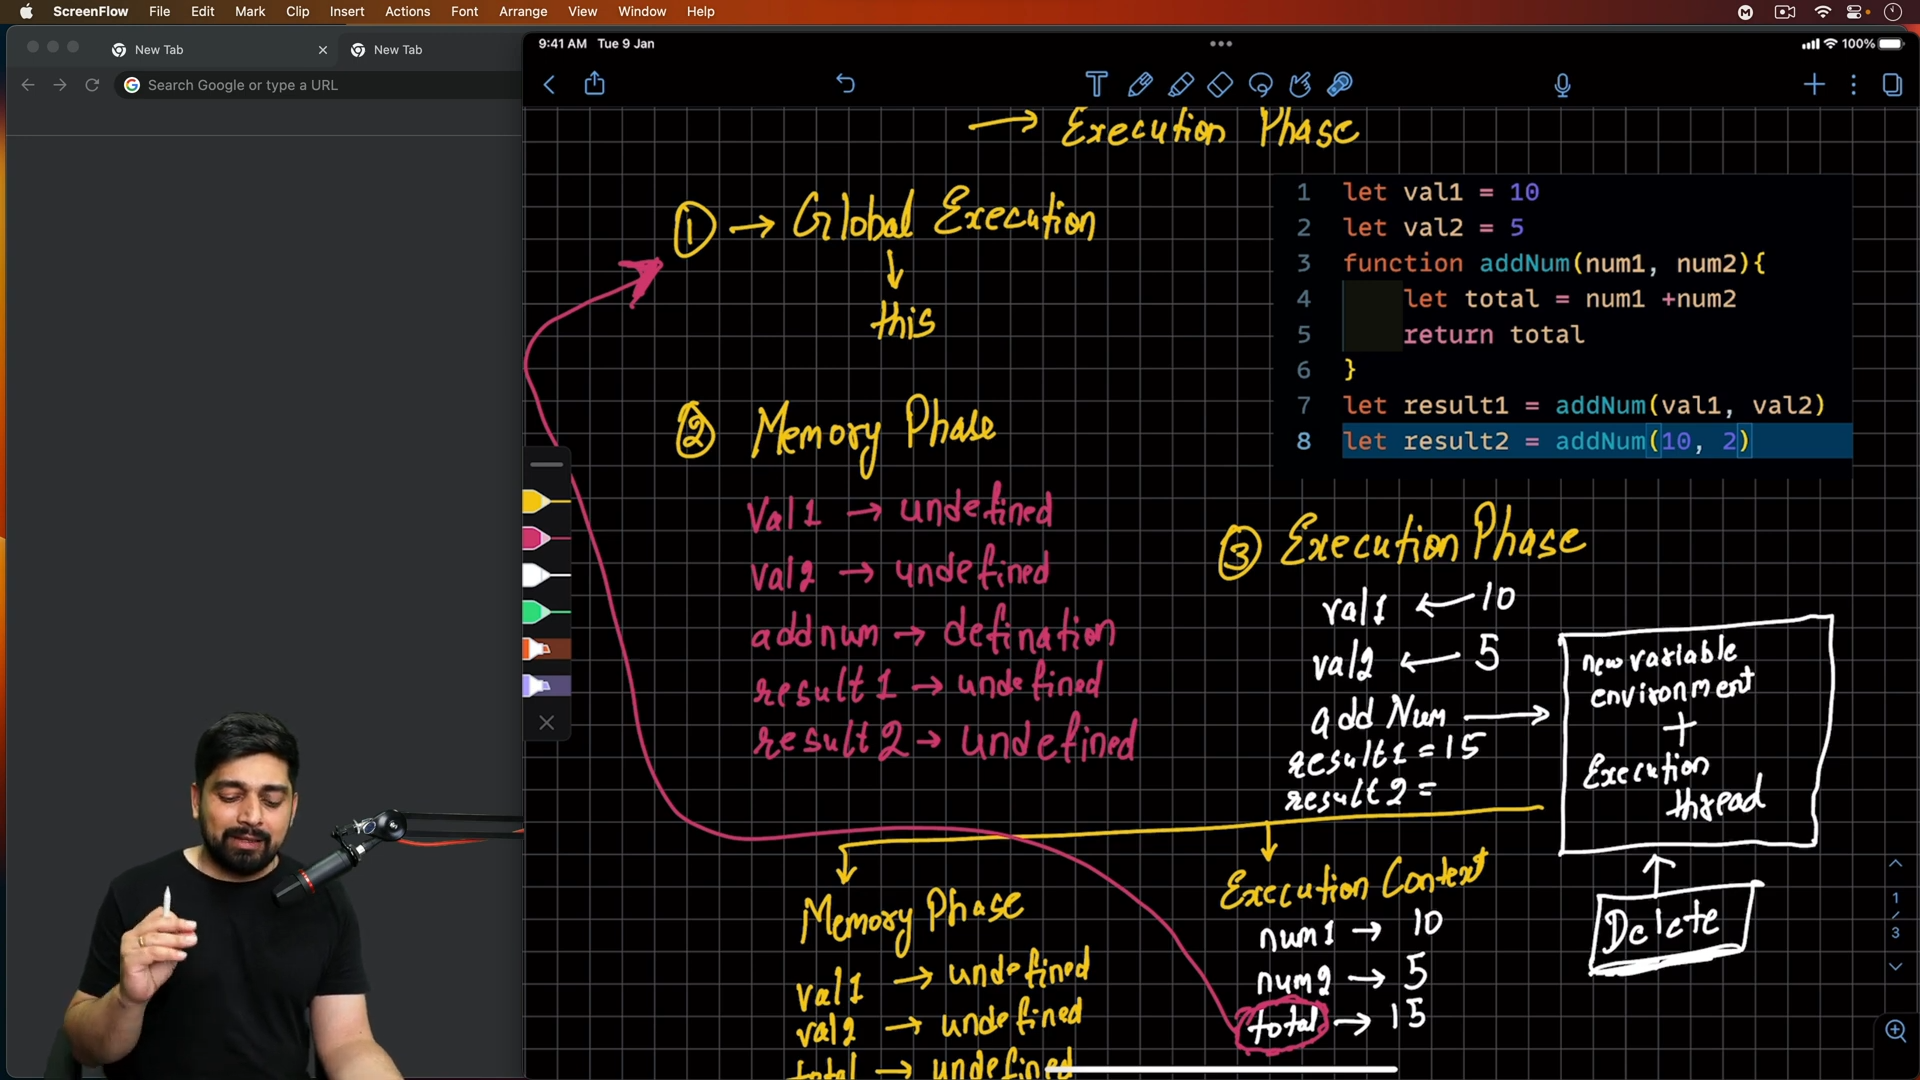 ScreenFlow File Edit Mark Clip Insert Actions Font Arrange View Window Help
New Tab
New Tab
Search Google or type a URL
9:41 AM Tue 9 Jan
100%
→ Execution Phase
① → Global Execution
↓
this
1 let val1 = 10
2 let val2 = 5
3 function addNum(num1, num2){
4 let total = num1 +num2
5 return total
6 }
7 let result1 = addNum(val1, val2)
8 let result2 = addNum(10, 2)
② Memory Phase
Val1 → undefined
val2 → undefined
addnum → defination
result1 → undefined
result2 → undefined
③ Execution Phase
val1 ← 10
val2 ← 5
add Num →
result1 = 15
result2 =
new variable
environment
+
Execution
thread
Delete
Memory Phase
val1 → undefined
val2 → undefined
total → undefined
Execution Context
num1 → 10
num2 → 5
total → 15
1
/
3